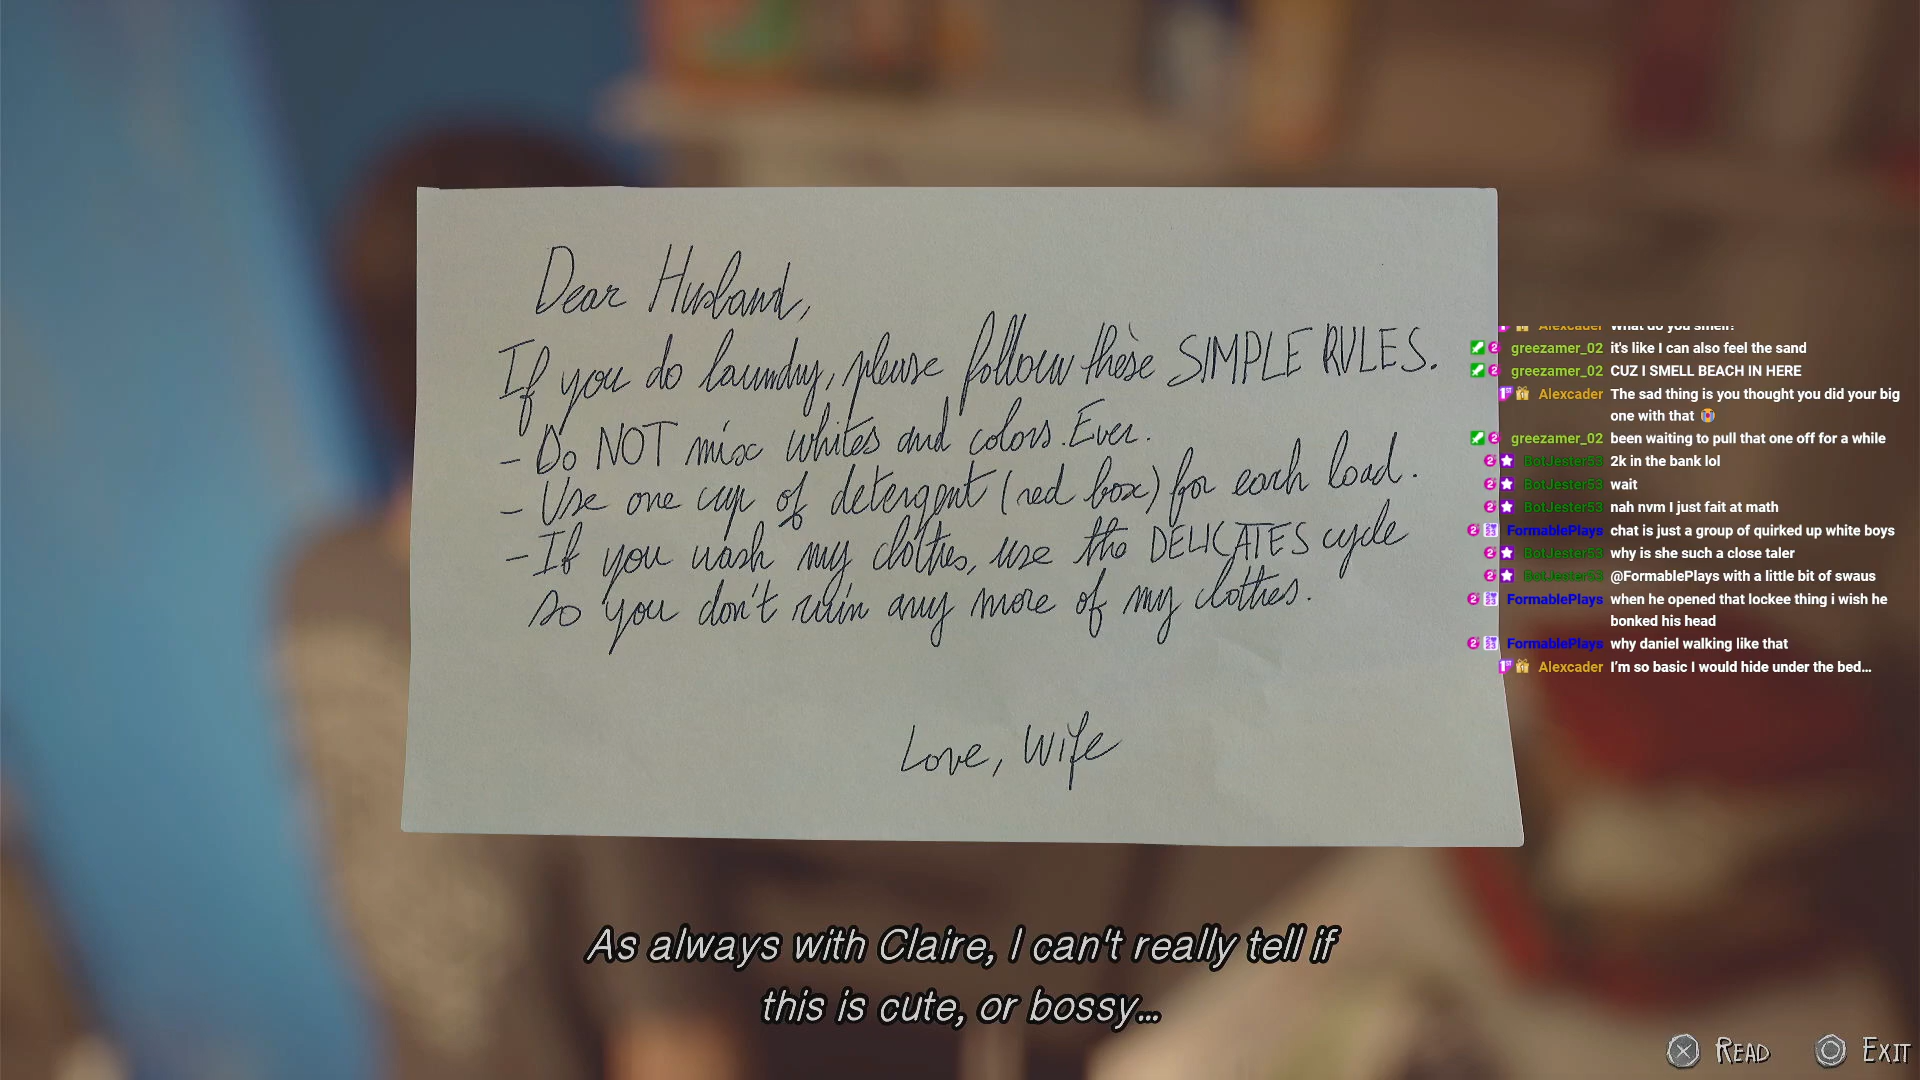 Dear Husband,
If you do laundry, please follow these SIMPLE RULES.
- Do NOT mix whites and colors. Ever.
- Use one cup of detergent (red box) for each load.
- If you wash my clothes, use the DELICATES cycle
so you don't ruin any more of my clothes.
Love, Wife
Alexcader What do you smell?
greezamer_02 it's like I can also feel the sand
greezamer_02 CUZ I SMELL BEACH IN HERE
Alexcader The sad thing is you thought you did your big
one with that
greezamer_02 been waiting to pull that one off for a while
BotJester53 2k in the bank lol
BotJester53 wait
BotJester53 nah nvm I just fait at math
FormablePlays chat is just a group of quirked up white boys
BotJester53 why is she such a close taler
BotJester53 @FormablePlays with a little bit of swaus
FormablePlays when he opened that lockee thing i wish he
bonked his head
FormablePlays why daniel walking like that
Alexcader I'm so basic I would hide under the bed...
As always with Claire, I can't really tell if
this is cute, or bossy...
READ EXIT